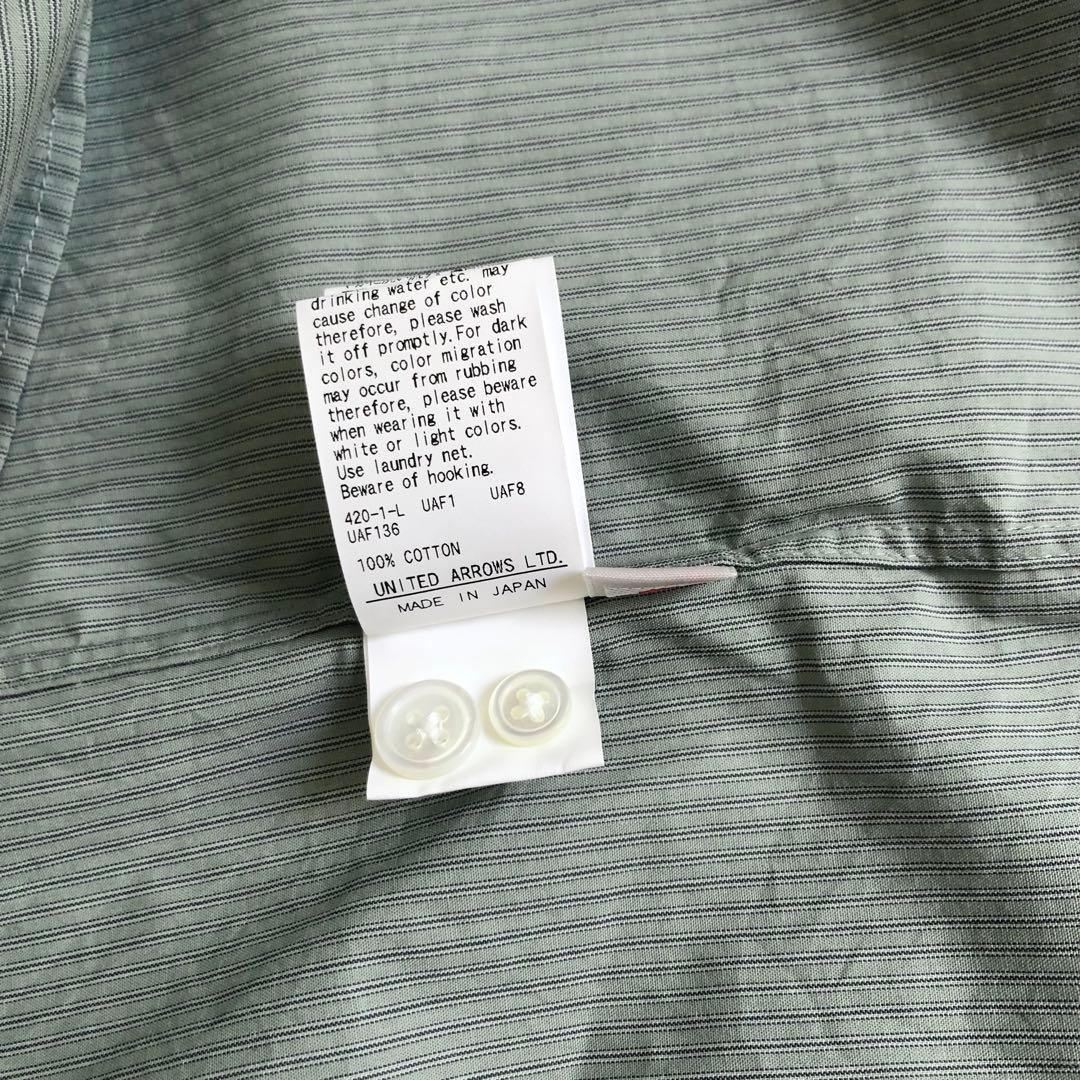 drinking water etc. may
cause change of color
therefore, please wash
it off promptly.For dark
colors, color migration
may occur from rubbing
therefore, please beware
when wearing it with
white or light colors.
Use laundry net.
Beware of hooking.
420-1-L UAF1 UAF8
UAF136
100% COTTON
UNITED ARROWS LTD.
MADE IN JAPAN